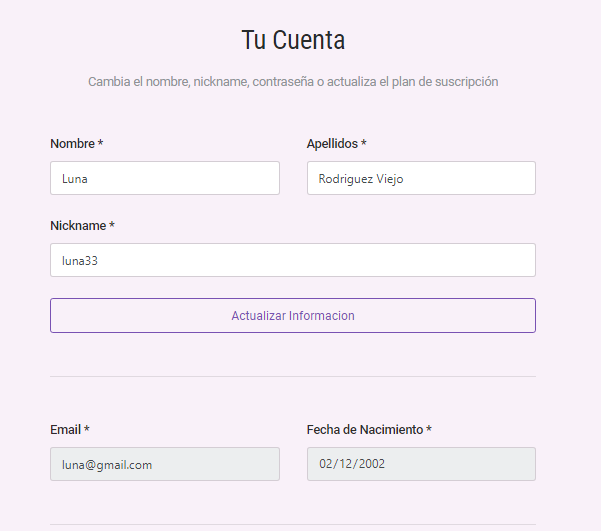 Tu Cuenta
Cambia el nombre, nickname, contraseña o actualiza el plan de suscripción
Nombre * Apellidos *
Luna Rodriguez Viejo
Nickname *
luna33
Actualizar Informacion
Email * Fecha de Nacimiento *
luna@gmail.com 02/12/2002